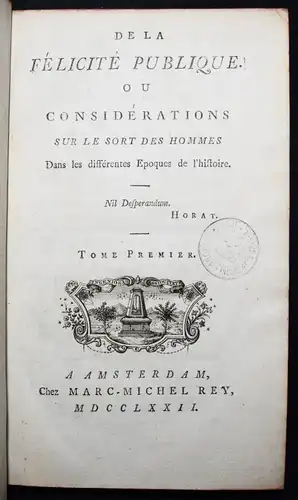 DE LA
FÉLICITÉ PUBLIQUE.
OU
CONSIDÉRATIONS
SUR LE SORT DES HOMMES
Dans les différentes Epoques de l'histoire.
Nil Desperandum.
HORAT.
TOME PREMIER.
A AMSTERDAM,
Chez MARC-MICHEL REY,
MDCCLXXII.